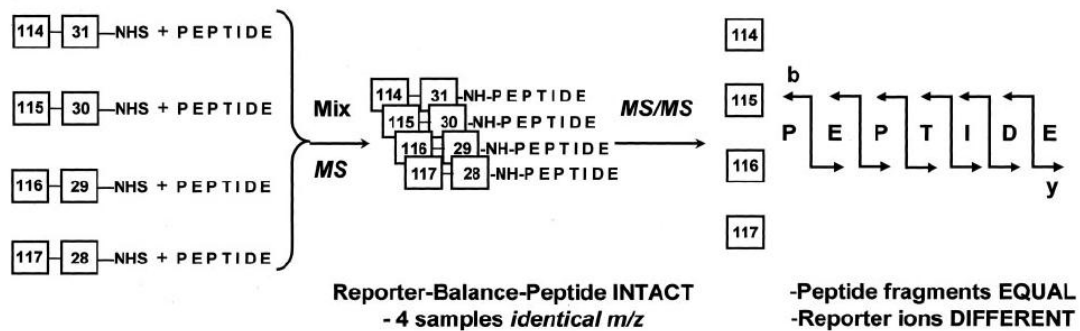 114 31 NHS + PEPTIDE
115 30 NHS + PEPTIDE
116 29 NHS + PEPTIDE
117 28 NHS + PEPTIDE
Mix
MS
114 31 -NH-PEPTIDE
115 30 -NH-PEPTIDE
116 29 -NH-PEPTIDE
117 28 -NH-PEPTIDE
MS/MS
114
115
116
117
b
P E P T I D E
y
Reporter-Balance-Peptide INTACT
- 4 samples identical m/z
-Peptide fragments EQUAL
-Reporter ions DIFFERENT